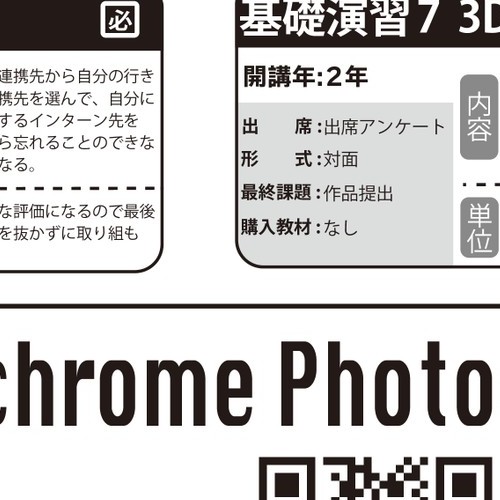 必
連携先から自分の行き
携先を選んで、自分に
するインターン先を
ら忘れることのできな
なる。
な評価になるので最後
を抜かずに取り組も
基礎演習7 3D
開講年:2年
出席:出席アンケート
形式:対面
最終課題:作品提出
購入教材:なし
内容
単位
chrome Photo